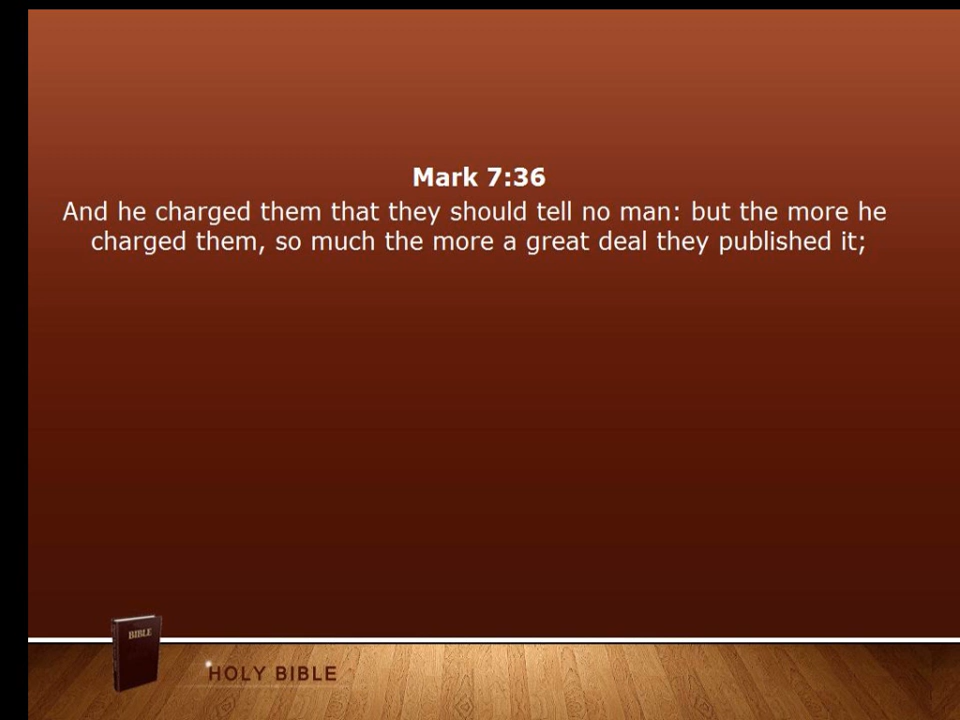 Mark 7:36
And he charged them that they should tell no man: but the more he
charged them, so much the more a great deal they published it;
BIBLE
HOLY BIBLE